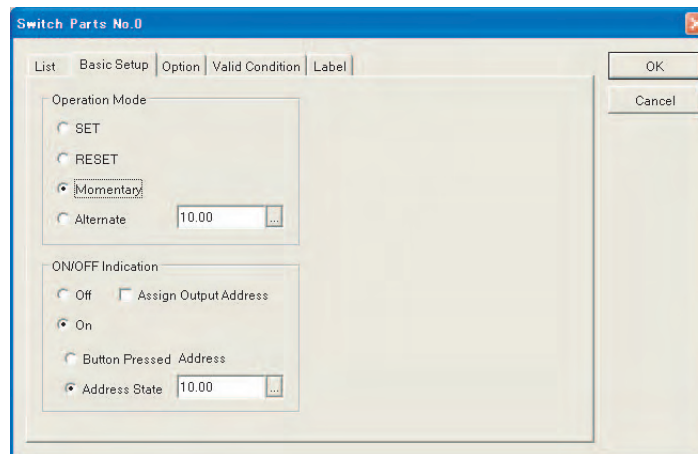 Switch Parts No.0
List Basic Setup Option Valid Condition Label
OK
Cancel
Operation Mode
SET
RESET
Momentary
Alternate 10.00 ...
ON/OFF Indication
Off Assign Output Address
On
Button Pressed Address
Address State 10.00 ...